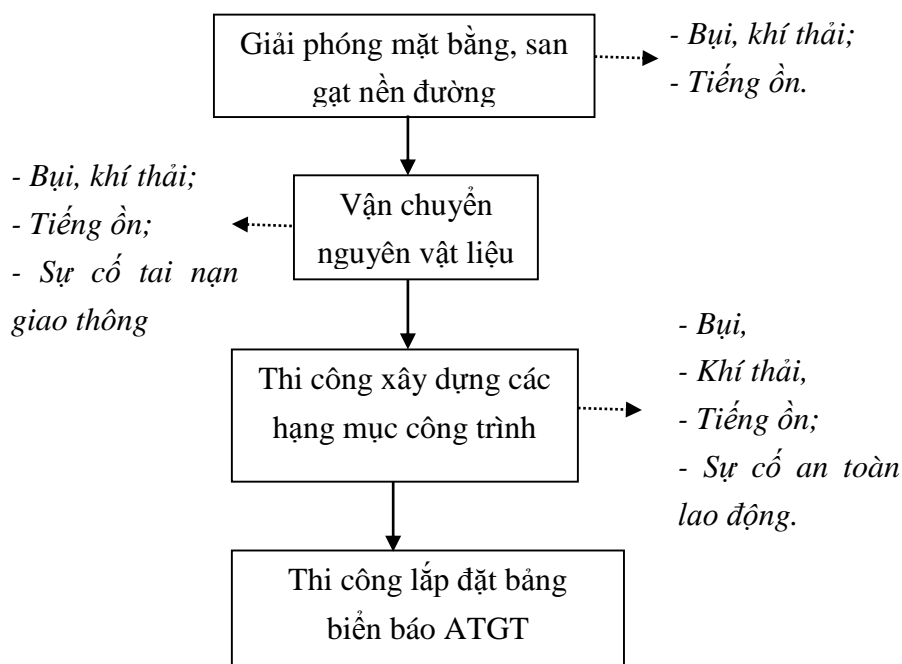 Giải phóng mặt bằng, san
gạt nền đường
- Bụi, khí thải;
- Tiếng ồn.
- Bụi, khí thải;
- Tiếng ồn;
- Sự cố tai nạn
giao thông
Vận chuyển
nguyên vật liệu
Thi công xây dựng các
hạng mục công trình
- Bụi,
- Khí thải,
- Tiếng ồn;
- Sự cố an toàn
lao động.
Thi công lắp đặt bảng
biển báo ATGT